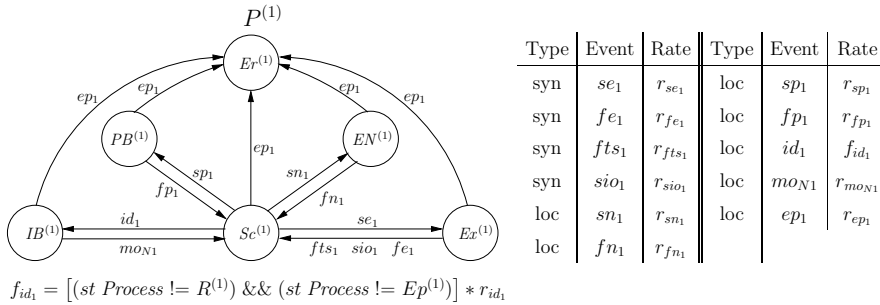 P^(1)
Er^(1)
ep_1 ep_1 ep_1 ep_1
PB^(1) EN^(1)
ep_1
sp_1 sn_1
fp_1 fn_1
IB^(1) id_1 Sc^(1) se_1 Ex^(1)
mo_N1 fts_1 sio_1 fe_1
f_id_1 = [(st Process != R^(1)) && (st Process != Ep^(1))] * r_id_1
Type Event Rate Type Event Rate
syn se_1 r_se_1 loc sp_1 r_sp_1
syn fe_1 r_fe_1 loc fp_1 r_fp_1
syn fts_1 r_fts_1 loc id_1 f_id_1
syn sio_1 r_sio_1 loc mo_N1 r_mo_N1
loc sn_1 r_sn_1 loc ep_1 r_ep_1
loc fn_1 r_fn_1